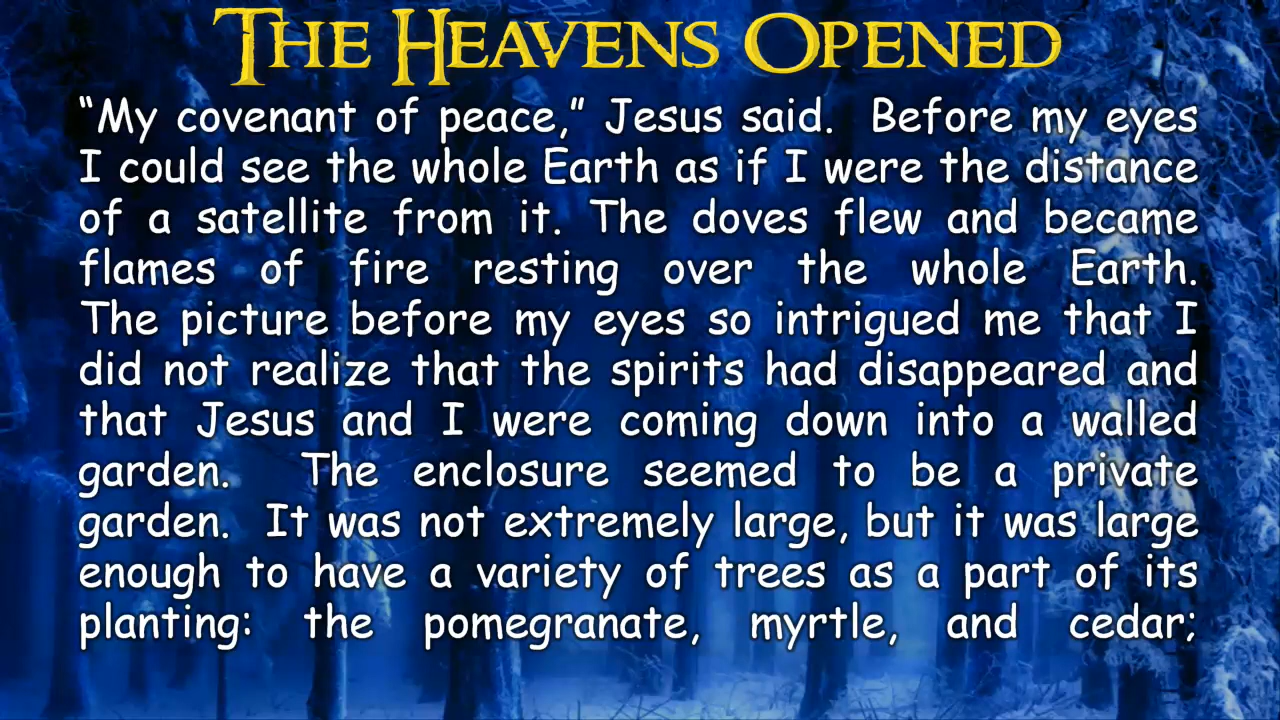 THE HEAVENS OPENED
“My covenant of peace,” Jesus said.  Before my eyes
I could see the whole Earth as if I were the distance
of a satellite from it. The doves flew and became
flames of fire resting over the whole Earth.
The picture before my eyes so intrigued me that I
did not realize that the spirits had disappeared and
that Jesus and I were coming down into a walled
garden.  The enclosure seemed to be a private
garden.  It was not extremely large, but it was large
enough to have a variety of trees as a part of its
planting: the pomegranate, myrtle, and cedar;